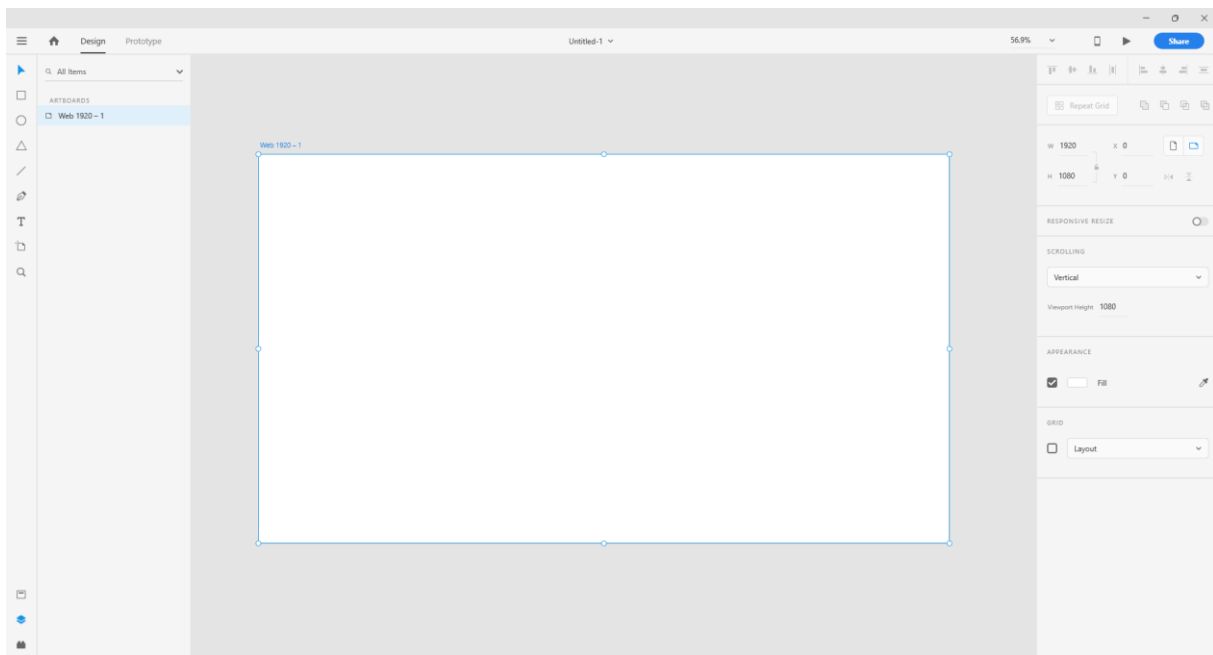 Design Prototype Untitled-1 56.9% Share
All Items
ARTBOARDS
Web 1920 – 1
Web 1920 – 1
T
Repeat Grid
W 1920 X 0
H 1080 Y 0
RESPONSIVE RESIZE
SCROLLING
Vertical
Viewport Height 1080
APPEARANCE
Fill
GRID
Layout